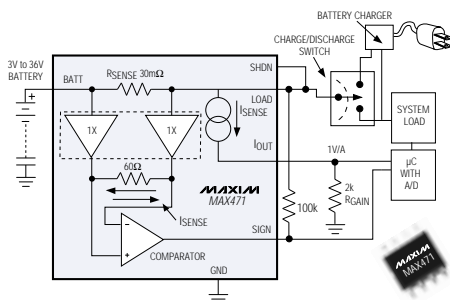 BATTERY CHARGER
CHARGE/DISCHARGE
SWITCH
3V to 36V
BATTERY
BATT
RSENSE 30mΩ
SHDN
LOAD
ISENSE
SYSTEM
LOAD
1X
1X
IOUT
1V/A
µC
WITH
A/D
60Ω
MAXIM
MAX471
2k
RGAIN
100k
ISENSE
SIGN
COMPARATOR
GND
MAXIM
MAX471